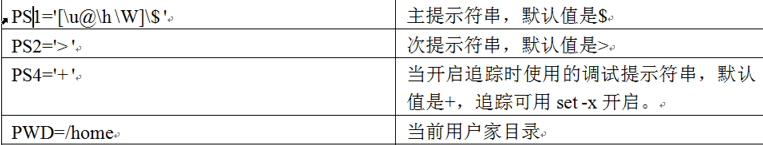 PS1='[\u@\h \W]\$ '
主提示符串，默认值是$
PS2='> '
次提示符串，默认值是>
PS4='+ '
当开启追踪时使用的调试提示符串，默认
值是+，追踪可用 set -x 开启。
PWD=/home
当前用户家目录